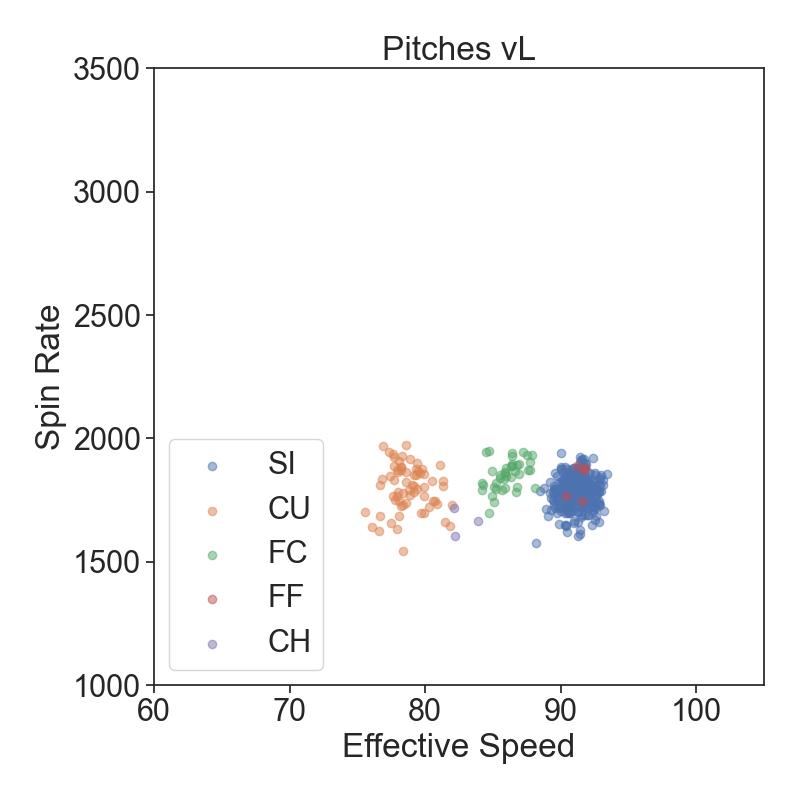 Pitches vL
3500
3000
2500
2000
1500
1000
Spin Rate
SI
CU
FC
FF
CH
60 70 80 90 100
Effective Speed